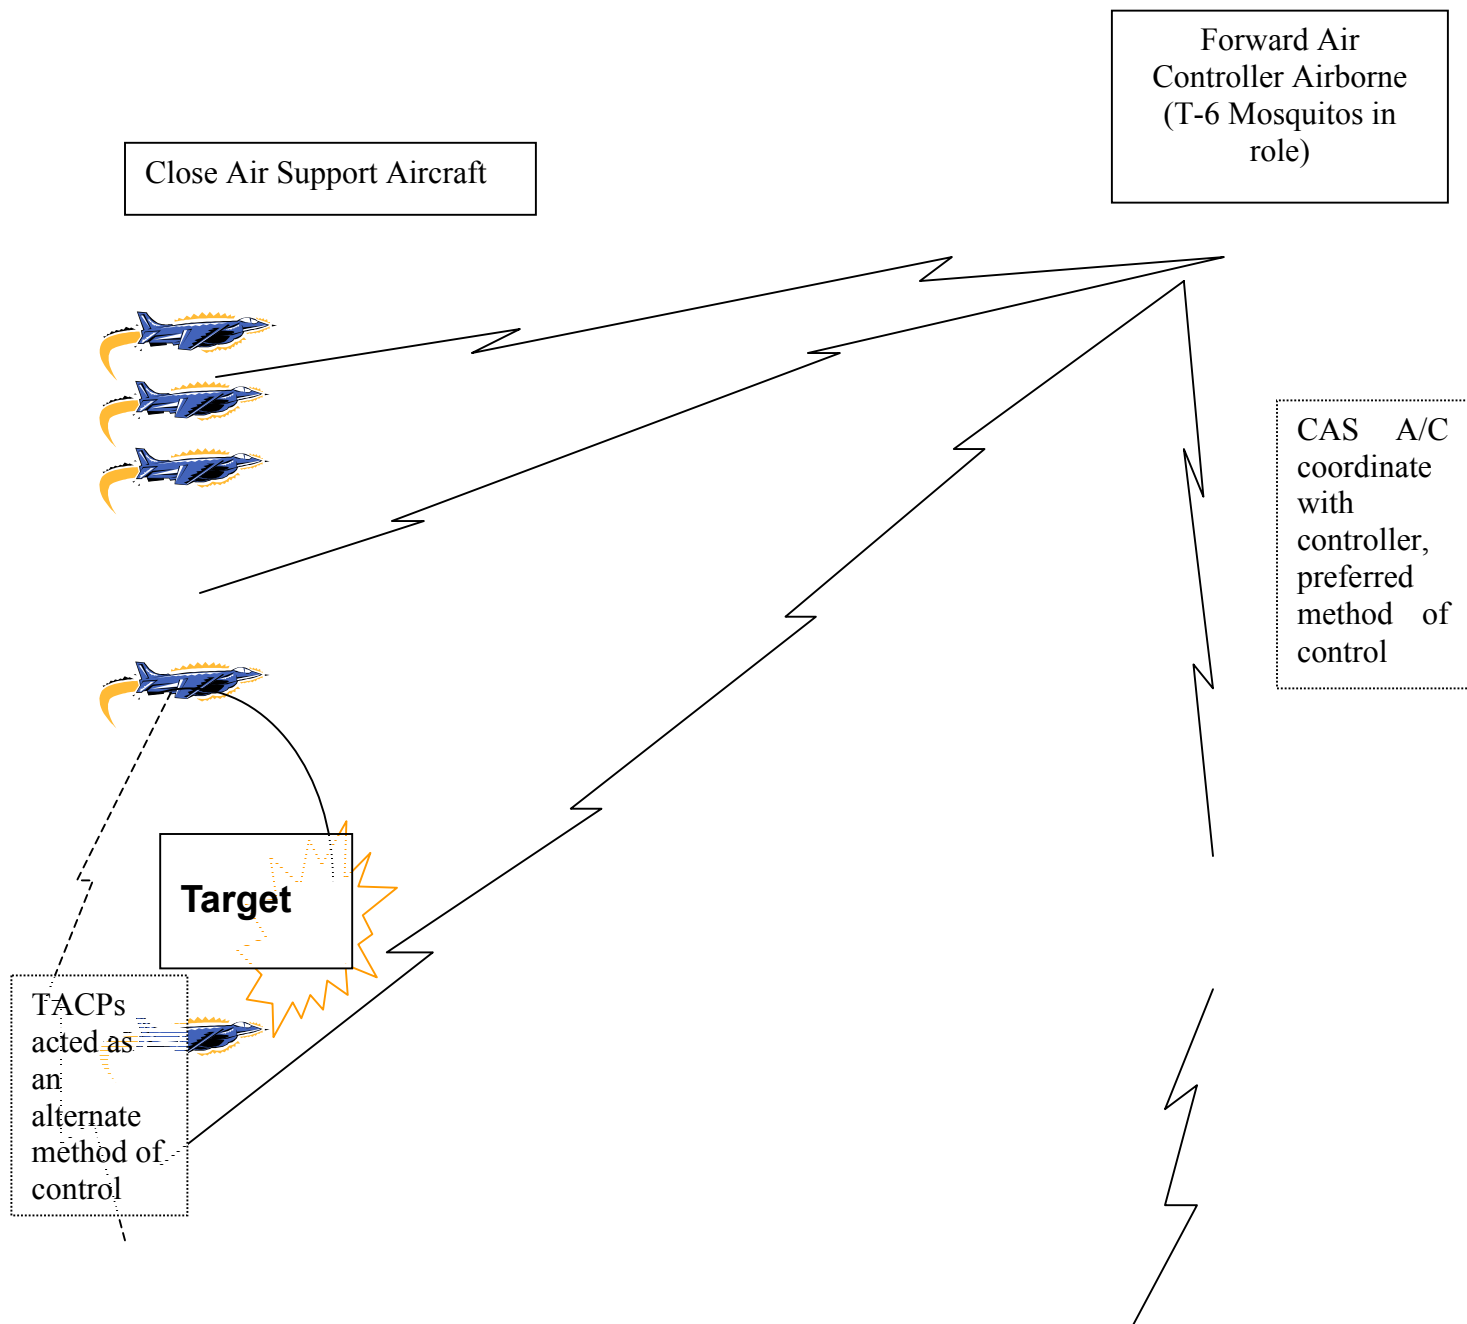 Forward Air
Controller Airborne
(T-6 Mosquitos in
role)
Close Air Support Aircraft
CAS A/C
coordinate
with
controller,
preferred
method of
control
Target
TACPs
acted as
an
alternate
method of
control